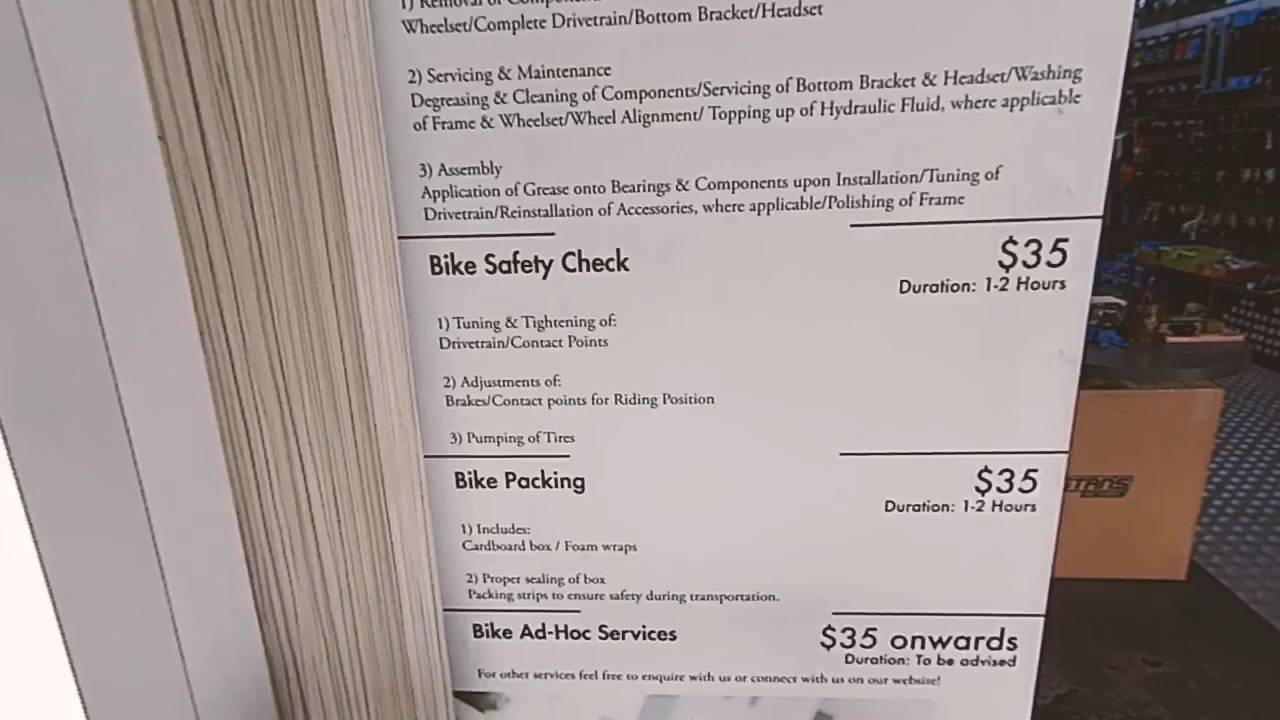 1) Removal of
Wheelset/Complete Drivetrain/Bottom Bracket/Headset
2) Servicing & Maintenance
Degreasing & Cleaning of Components/Servicing of Bottom Bracket & Headset/Washing
of Frame & Wheelset/Wheel Alignment/ Topping up of Hydraulic Fluid, where applicable
3) Assembly
Application of Grease onto Bearings & Components upon Installation/Tuning of
Drivetrain/Reinstallation of Accessories, where applicable/Polishing of Frame
Bike Safety Check
$35
Duration: 1-2 Hours
1) Tuning & Tightening of:
Drivetrain/Contact Points
2) Adjustments of:
Brakes/Contact points for Riding Position
3) Pumping of Tires
Bike Packing
$35
Duration: 1-2 Hours
1) Includes:
Cardboard box / Foam wraps
2) Proper sealing of box
Packing strips to ensure safety during transportation.
Bike Ad-Hoc Services
$35 onwards
Duration: To be advised
For other services feel free to enquire with us or connect with us on our website!